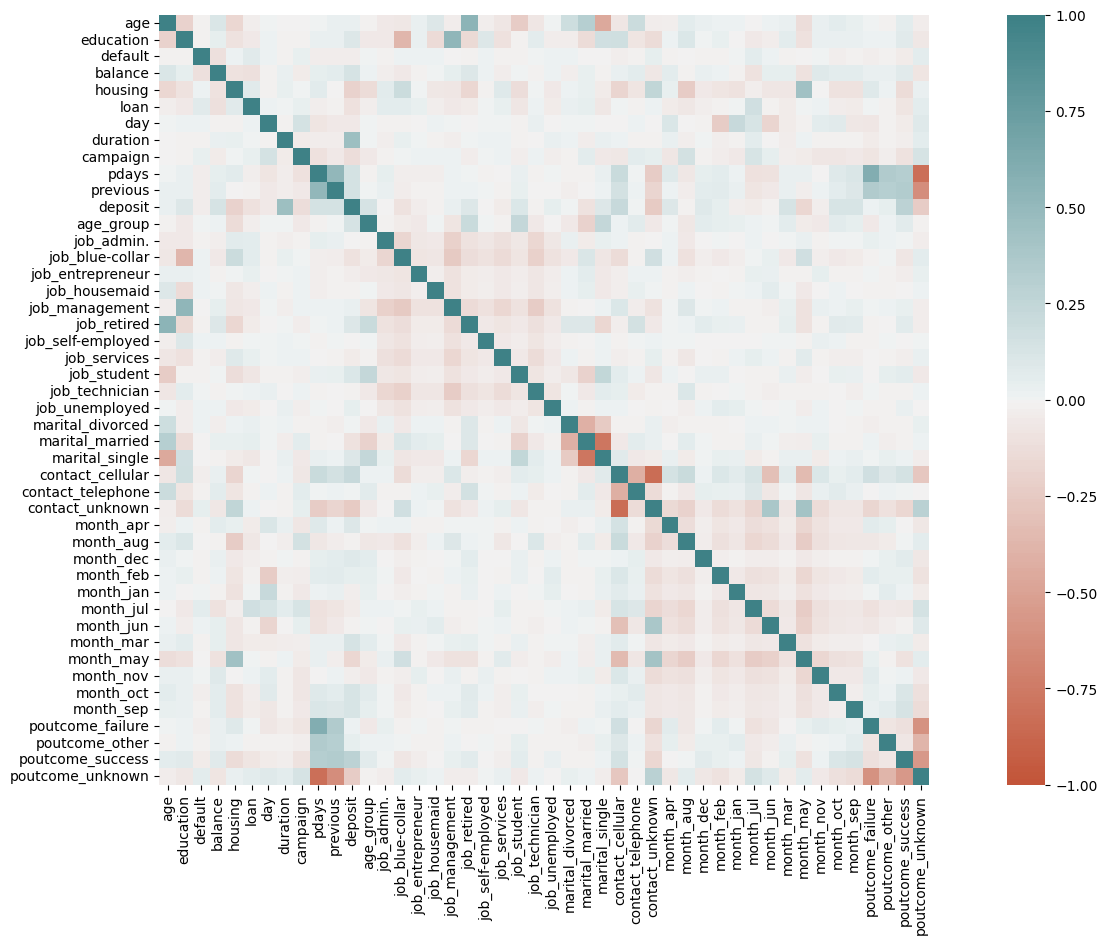 age
education
default
balance
housing
loan
day
duration
campaign
pdays
previous
deposit
age_group
job_admin.
job_blue-collar
job_entrepreneur
job_housemaid
job_management
job_retired
job_self-employed
job_services
job_student
job_technician
job_unemployed
marital_divorced
marital_married
marital_single
contact_cellular
contact_telephone
contact_unknown
month_apr
month_aug
month_dec
month_feb
month_jan
month_jul
month_jun
month_mar
month_may
month_nov
month_oct
month_sep
poutcome_failure
poutcome_other
poutcome_success
poutcome_unknown
age
education
default
balance
housing
loan
day
duration
campaign
pdays
previous
deposit
age_group
job_admin.
job_blue-collar
job_entrepreneur
job_housemaid
job_management
job_retired
job_self-employed
job_services
job_student
job_technician
job_unemployed
marital_divorced
marital_married
marital_single
contact_cellular
contact_telephone
contact_unknown
month_apr
month_aug
month_dec
month_feb
month_jan
month_jul
month_jun
month_mar
month_may
month_nov
month_oct
month_sep
poutcome_failure
poutcome_other
poutcome_success
poutcome_unknown
1.00
0.75
0.50
0.25
0.00
−0.25
−0.50
−0.75
−1.00